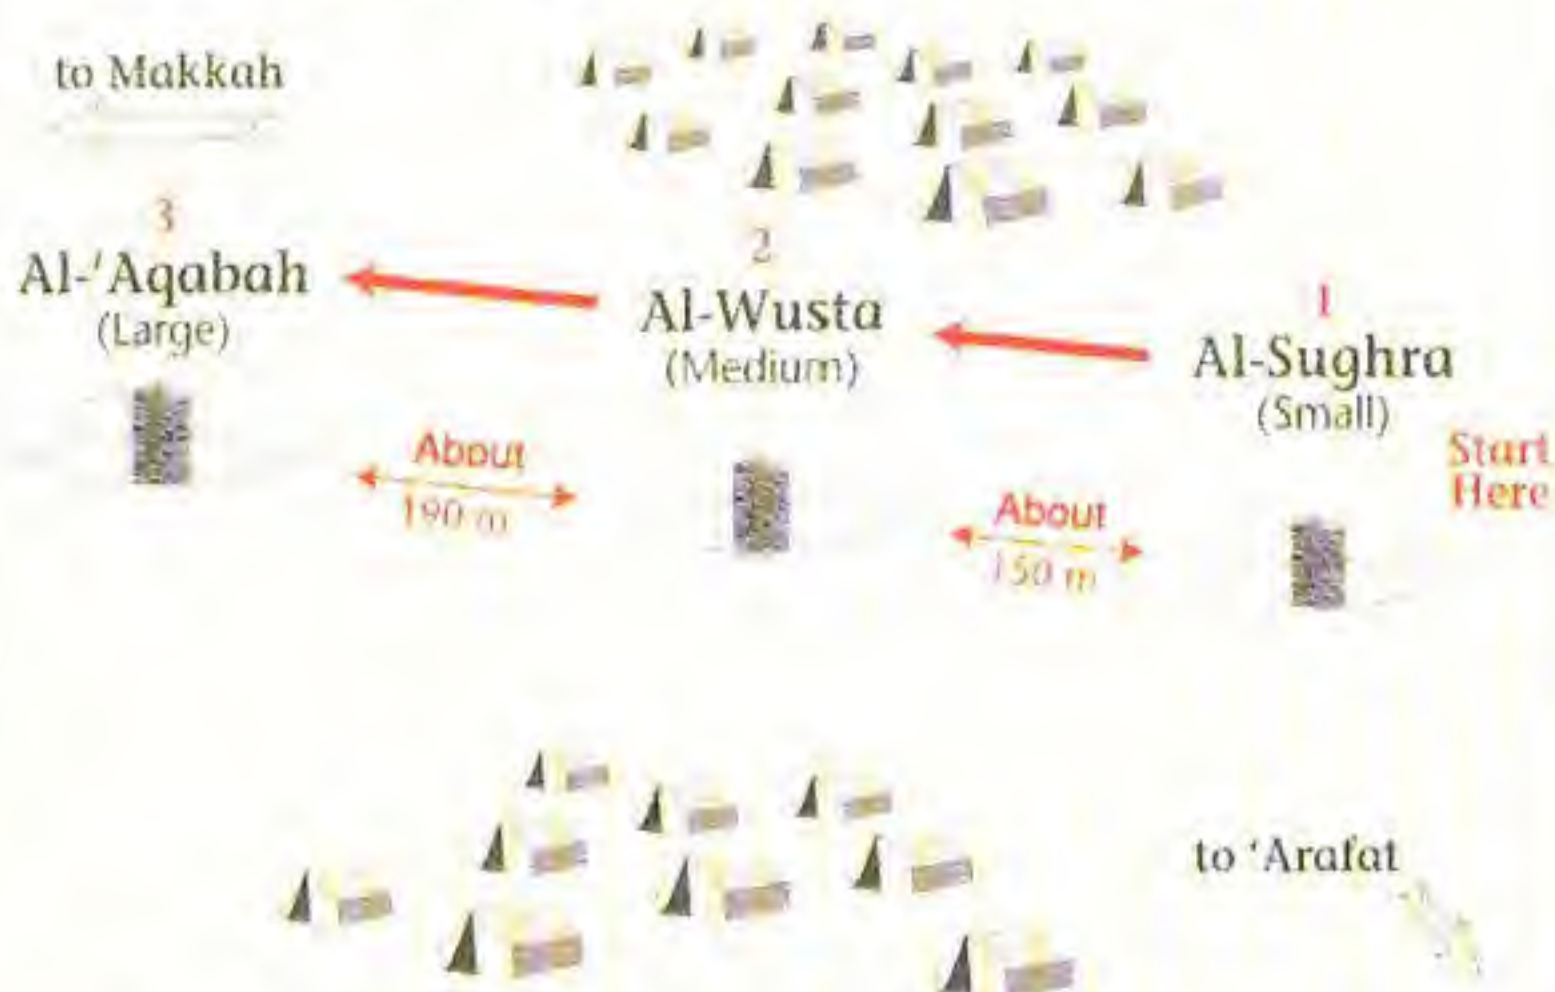 to Makkah
3
Al-'Aqabah
(Large)
2
Al-Wusta
(Medium)
1
Al-Sughra
(Small)
Start
Here
About
190 m
About
150 m
to 'Arafat